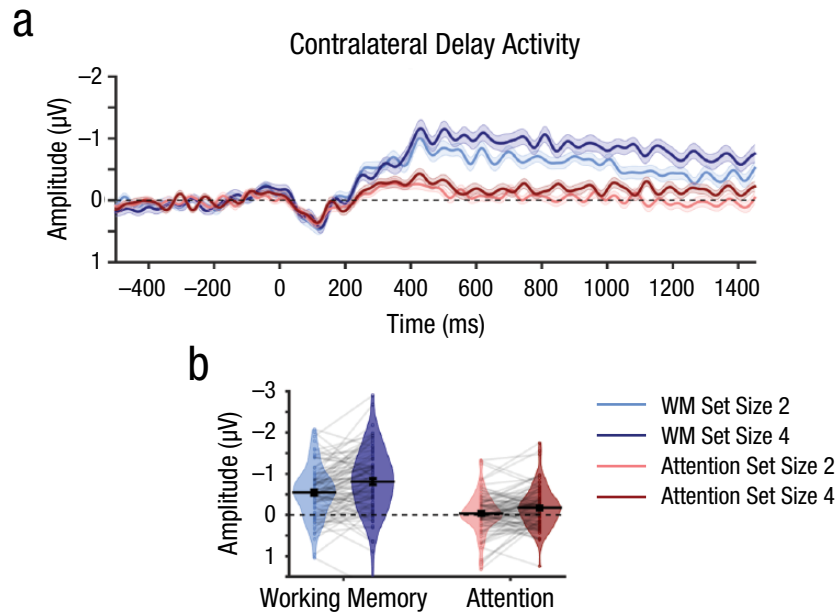 a
Contralateral Delay Activity
Amplitude (µV)
–2
–1
0
1
–400
–200
0
200
400
600
800
1000
1200
1400
Time (ms)
b
Amplitude (µV)
–3
–2
–1
0
1
Working Memory
Attention
WM Set Size 2
WM Set Size 4
Attention Set Size 2
Attention Set Size 4